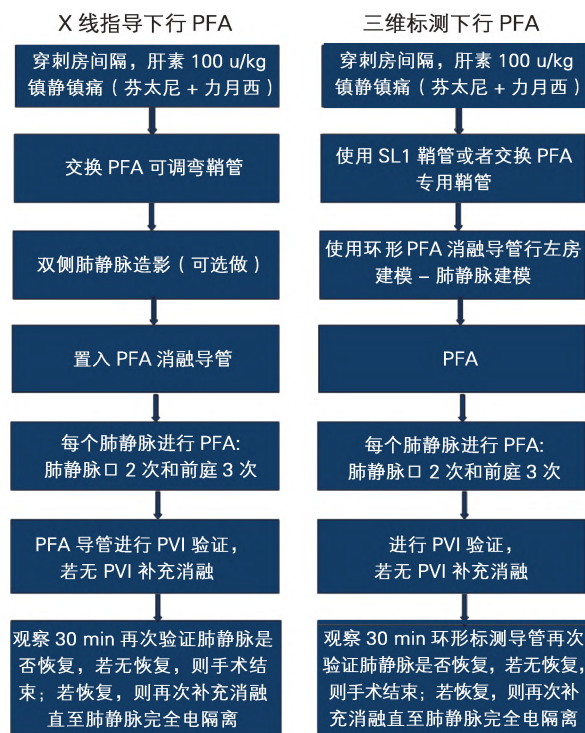 X 线指导下行 PFA
穿刺房间隔，肝素 100 u/kg
镇静镇痛（芬太尼 + 力月西）
交换 PFA 可调弯鞘管
双侧肺静脉造影（可选做）
置入 PFA 消融导管
每个肺静脉进行 PFA:
肺静脉口 2 次和前庭 3 次
PFA 导管进行 PVI 验证，
若无 PVI 补充消融
观察 30 min 再次验证肺静脉是
否恢复，若无恢复，则手术结
束；若恢复，则再次补充消融
直至肺静脉完全电隔离
三维标测下行 PFA
穿刺房间隔，肝素 100 u/kg
镇静镇痛（芬太尼 + 力月西）
使用 SL1 鞘管或者交换 PFA
专用鞘管
使用环形 PFA 消融导管行左房
建模 – 肺静脉建模
PFA
每个肺静脉进行 PFA:
肺静脉口 2 次和前庭 3 次
进行 PVI 验证，
若无 PVI 补充消融
观察 30 min 环形标测导管再次
验证肺静脉是否恢复，若无恢复，
则手术结束；若恢复，则再次补
充消融直至肺静脉完全电隔离